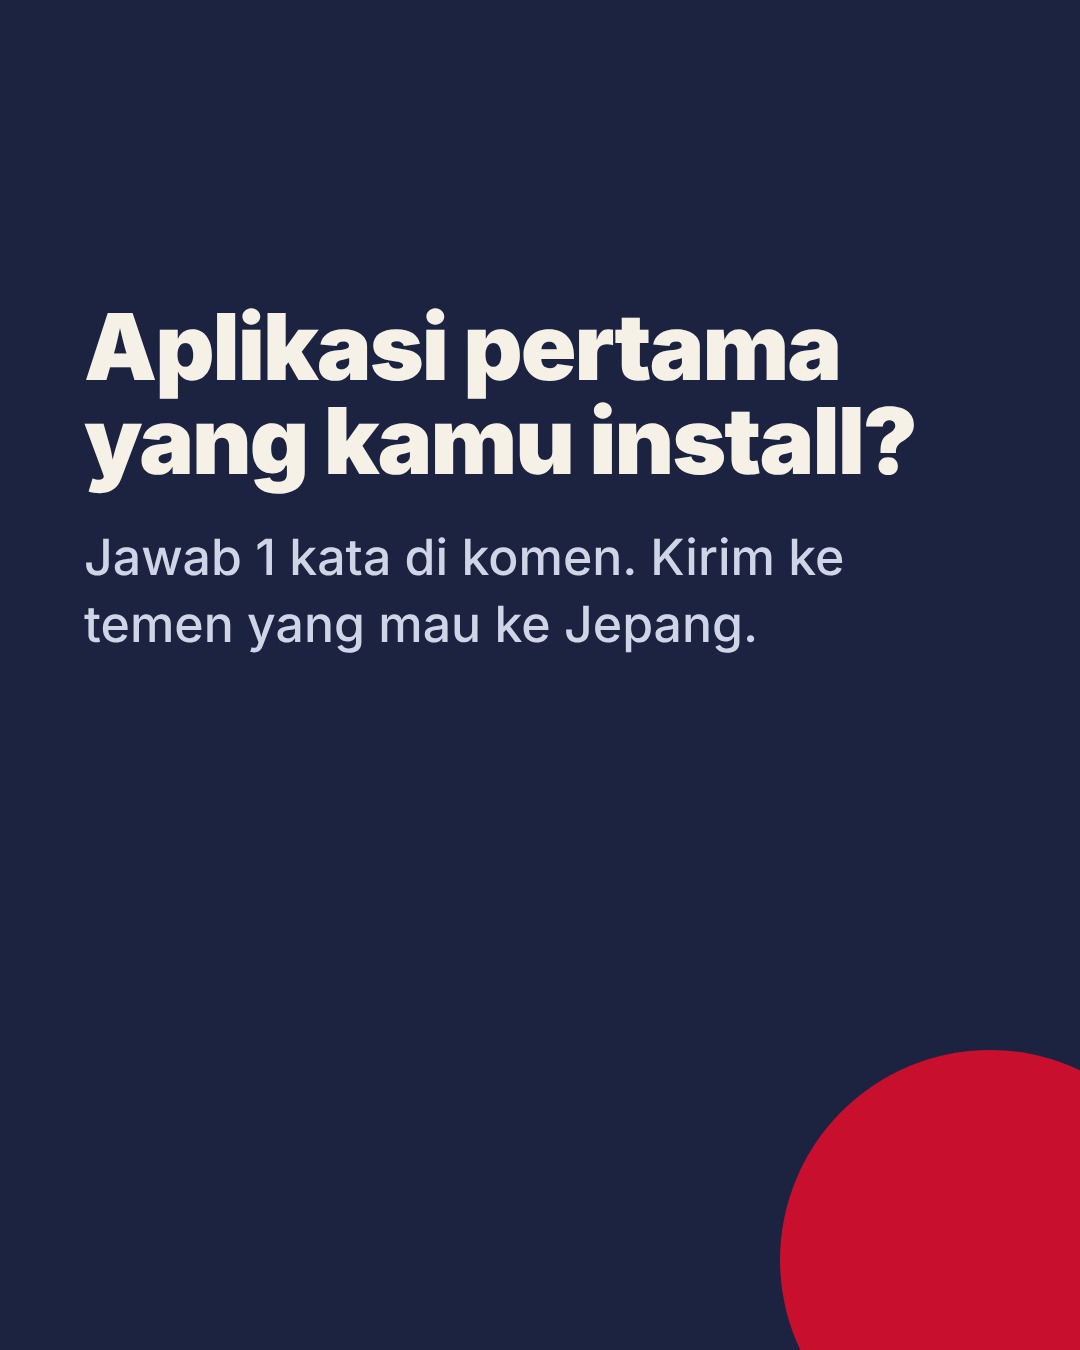 Aplikasi pertama
yang kamu install?
Jawab 1 kata di komen. Kirim ke
temen yang mau ke Jepang.